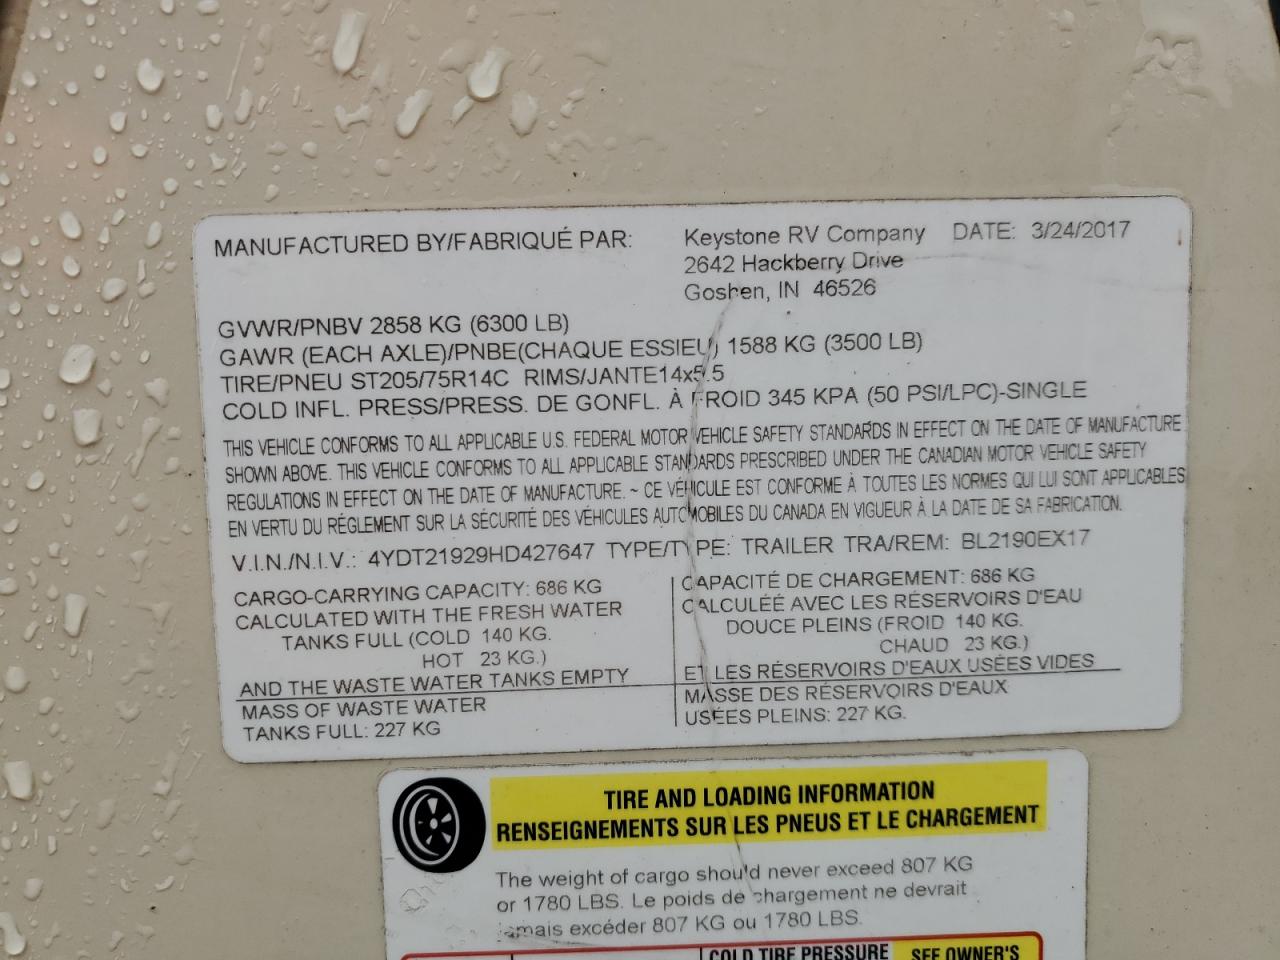 MANUFACTURED BY/FABRIQUÉ PAR: Keystone RV Company DATE: 3/24/2017
2642 Hackberry Drive
Goshen, IN 46526
GVWR/PNBV 2858 KG (6300 LB)
GAWR (EACH AXLE)/PNBE(CHAQUE ESSIEU) 1588 KG (3500 LB)
TIRE/PNEU ST205/75R14C RIMS/JANTE14x5.5
COLD INFL. PRESS/PRESS. DE GONFL. À FROID 345 KPA (50 PSI/LPC)-SINGLE
THIS VEHICLE CONFORMS TO ALL APPLICABLE U.S. FEDERAL MOTOR VEHICLE SAFETY STANDARDS IN EFFECT ON THE DATE OF MANUFACTURE
SHOWN ABOVE. THIS VEHICLE CONFORMS TO ALL APPLICABLE STANDARDS PRESCRIBED UNDER THE CANADIAN MOTOR VEHICLE SAFETY
REGULATIONS IN EFFECT ON THE DATE OF MANUFACTURE. ~ CE VÉHICULE EST CONFORME À TOUTES LES NORMES QUI LUI SONT APPLICABLES
EN VERTU DU RÉGLEMENT SUR LA SÉCURITÉ DES VÉHICULES AUTOMOBILES DU CANADA EN VIGUEUR À LA DATE DE SA FABRICATION.
V.I.N./N.I.V.: 4YDT21929HD427647 TYPE/TYPE: TRAILER TRA/REM: BL2190EX17
CARGO-CARRYING CAPACITY: 686 KG
CALCULATED WITH THE FRESH WATER
TANKS FULL (COLD 140 KG.
HOT 23 KG.)
AND THE WASTE WATER TANKS EMPTY
MASS OF WASTE WATER
TANKS FULL: 227 KG
CAPACITÉ DE CHARGEMENT: 686 KG
CALCULÉE AVEC LES RÉSERVOIRS D'EAU
DOUCE PLEINS (FROID 140 KG.
CHAUD 23 KG.)
ET LES RÉSERVOIRS D'EAUX USÉES VIDES
MASSE DES RÉSERVOIRS D'EAUX
USÉES PLEINS: 227 KG.
TIRE AND LOADING INFORMATION
RENSEIGNEMENTS SUR LES PNEUS ET LE CHARGEMENT
The weight of cargo should never exceed 807 KG
or 1780 LBS. Le poids de chargement ne devrait
jamais excéder 807 KG ou 1780 LBS.
COLD TIRE PRESSURE SEE OWNER'S